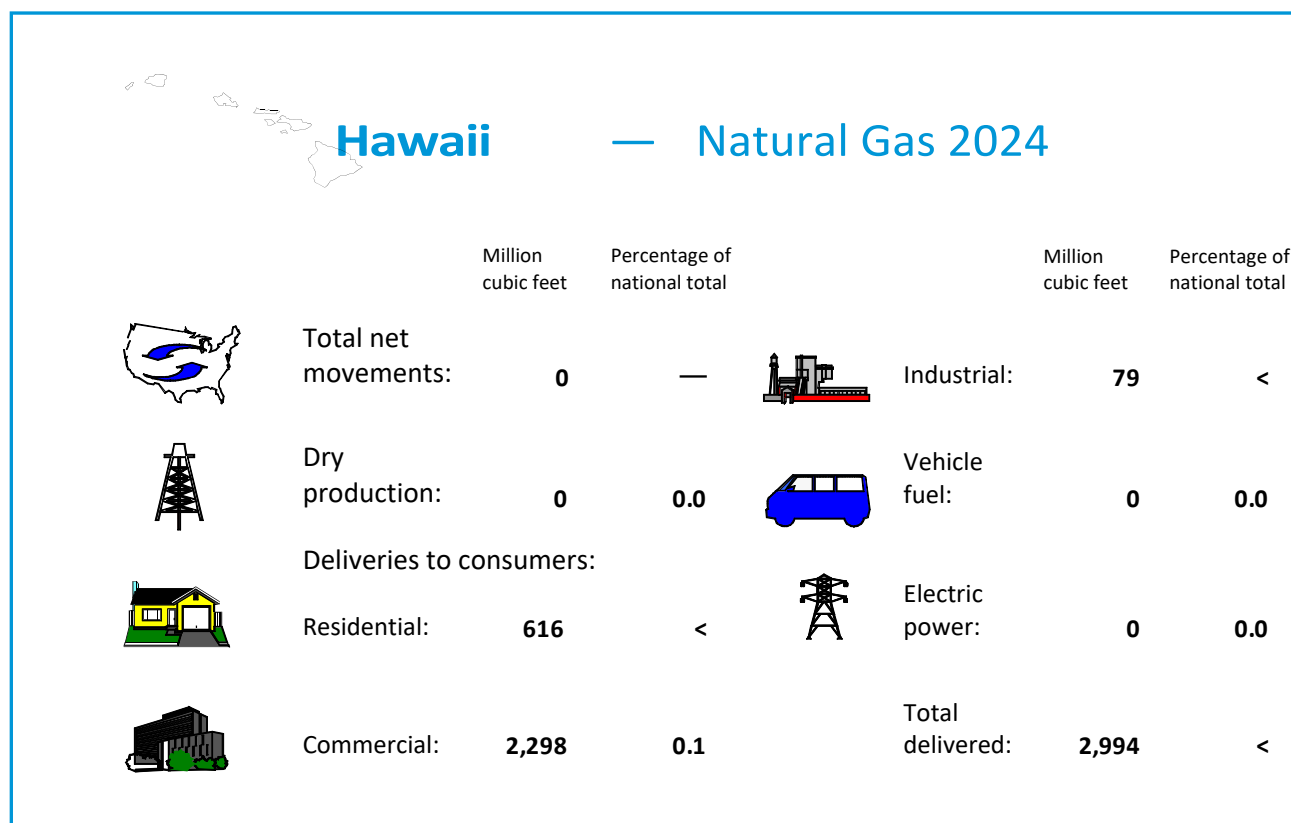 Hawaii — Natural Gas 2024
Million cubic feet
Percentage of national total
Million cubic feet
Percentage of national total
Total net movements: 0 —
Dry production: 0 0.0
Deliveries to consumers:
Residential: 616 <
Commercial: 2,298 0.1
Industrial: 79 <
Vehicle fuel: 0 0.0
Electric power: 0 0.0
Total delivered: 2,994 <